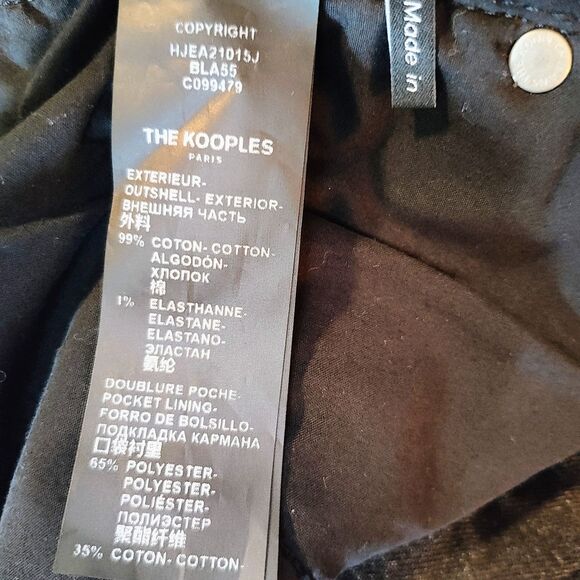 COPYRIGHT
HJEA21015J
BLA55
C099479
THE KOOPLES
PARIS
EXTERIEUR-
OUTSHELL- EXTERIOR-
ВНЕШНЯЯ ЧАСТЬ
外料
99% COTON- COTTON-
ALGODÓN-
ХЛОПОК
棉
1% ELASTHANNE-
ELASTANE-
ELASTANO-
ЭЛАСТАН
氨纶
DOUBLURE POCHE-
POCKET LINING-
FORRO DE BOLSILLO-
ПОДКЛАДКА КАРМАНА
口袋衬里
65% POLYESTER-
POLYESTER-
POLIÉSTER-
ПОЛИЭСТЕР
聚酯纤维
35% COTON- COTTON-
Made in